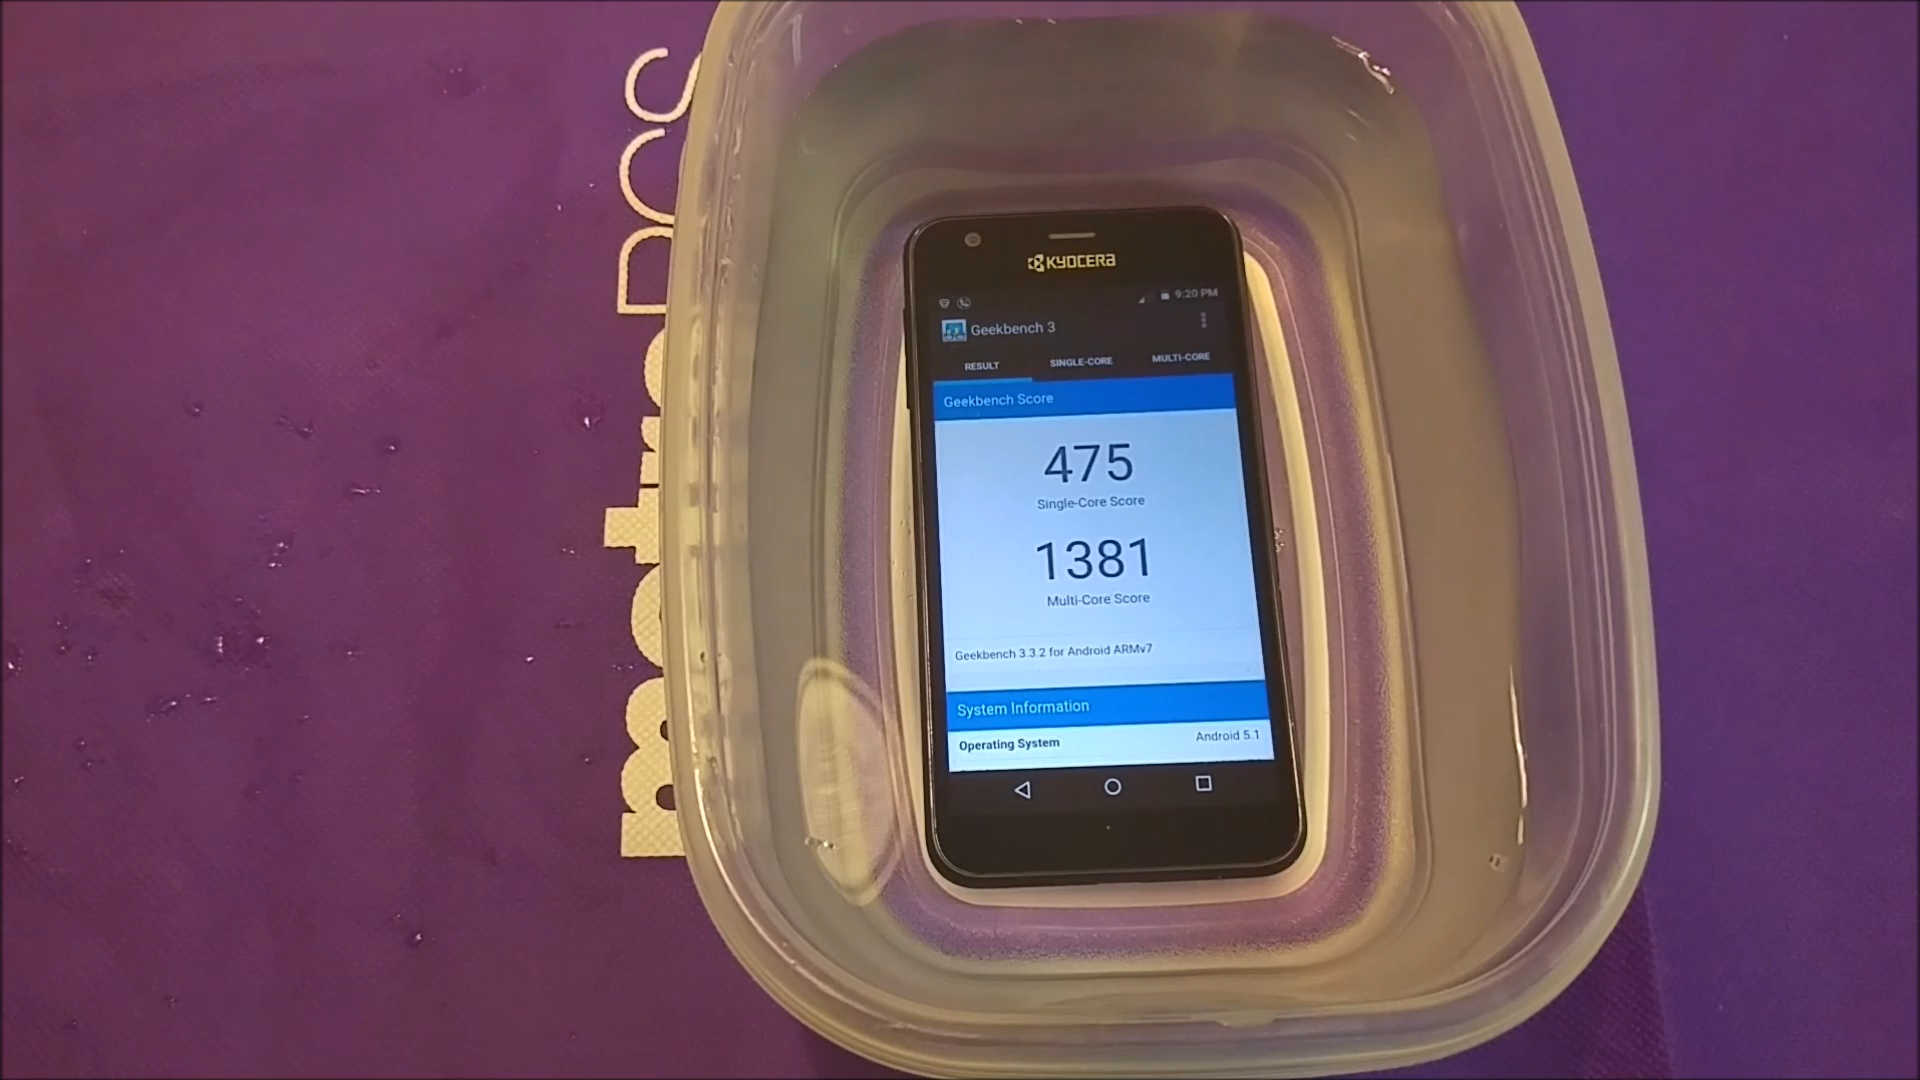 metroPCS
KYOCERA
9:20 PM
Geekbench 3
RESULT SINGLE-CORE MULTI-CORE
Geekbench Score
475
Single-Core Score
1381
Multi-Core Score
Geekbench 3.3.2 for Android ARMv7
System Information
Operating System Android 5.1